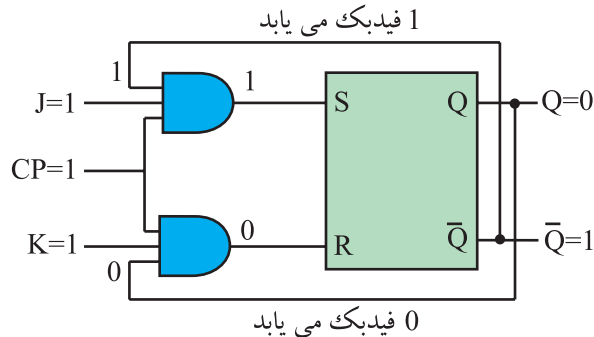 1 فیدبک می یابد
1
1
J=1
S
Q
Q=0
CP=1
K=1
0
0
R
Q̅
Q̅=1
0 فیدبک می یابد